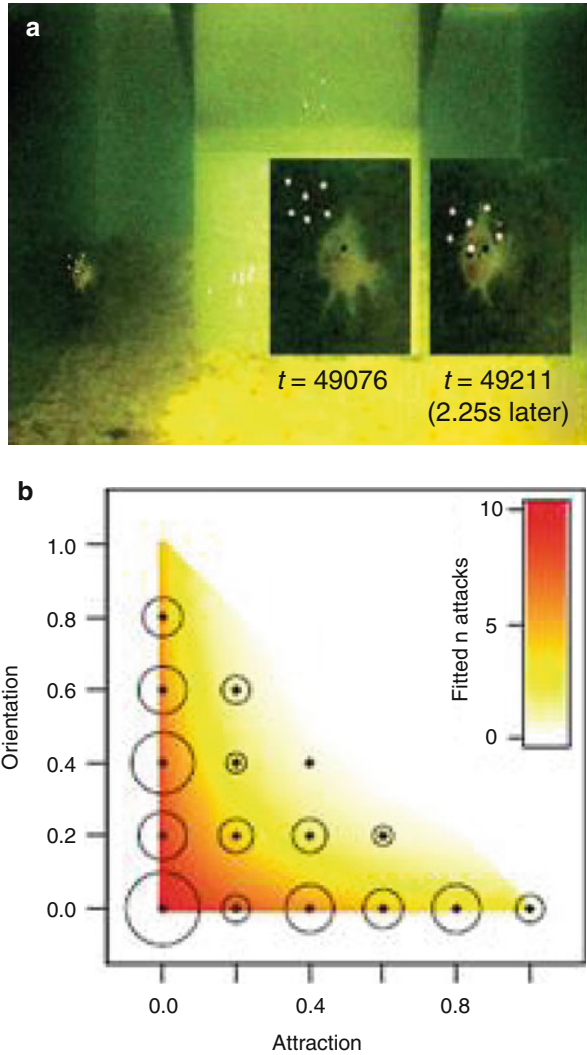 a
t = 49076
t = 49211
(2.25s later)
b
1.0
0.8
0.6
0.4
0.2
0.0
Orientation
0.0
0.4
0.8
Attraction
Fitted n attacks
10
5
0